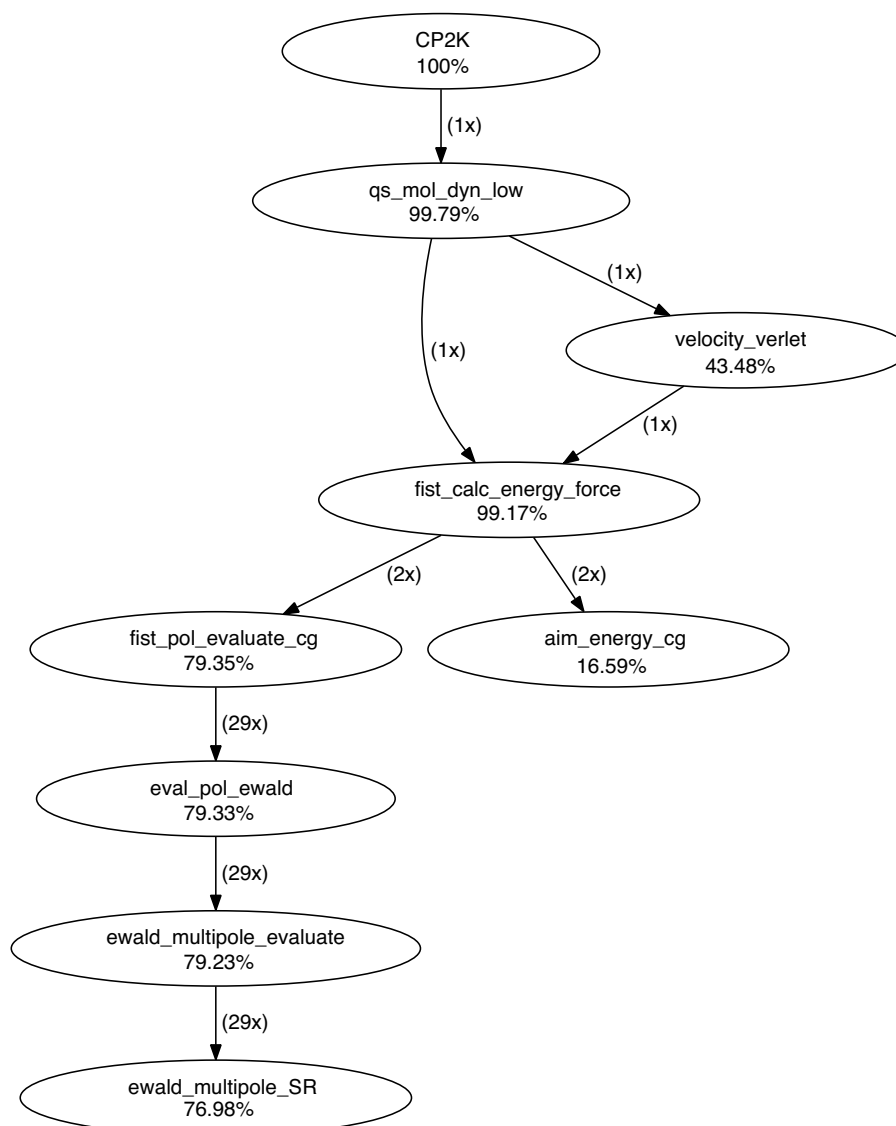 CP2K
100%
(1x)
qs_mol_dyn_low
99.79%
(1x)
velocity_verlet
43.48%
(1x)
(1x)
fist_calc_energy_force
99.17%
(2x)
(2x)
fist_pol_evaluate_cg
79.35%
aim_energy_cg
16.59%
(29x)
eval_pol_ewald
79.33%
(29x)
ewald_multipole_evaluate
79.23%
(29x)
ewald_multipole_SR
76.98%